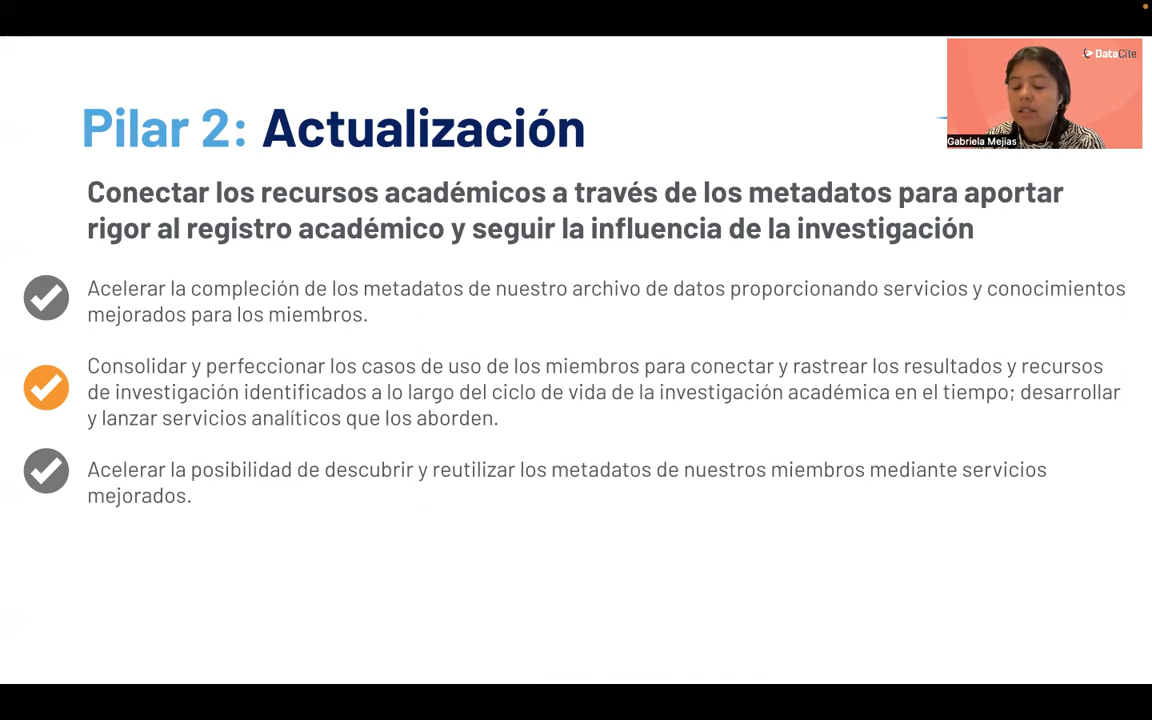 DataCite
Gabriela Mejias
Pilar 2: Actualización
Conectar los recursos académicos a través de los metadatos para aportar
rigor al registro académico y seguir la influencia de la investigación
Acelerar la compleción de los metadatos de nuestro archivo de datos proporcionando servicios y conocimientos
mejorados para los miembros.
Consolidar y perfeccionar los casos de uso de los miembros para conectar y rastrear los resultados y recursos
de investigación identificados a lo largo del ciclo de vida de la investigación académica en el tiempo; desarrollar
y lanzar servicios analíticos que los aborden.
Acelerar la posibilidad de descubrir y reutilizar los metadatos de nuestros miembros mediante servicios
mejorados.